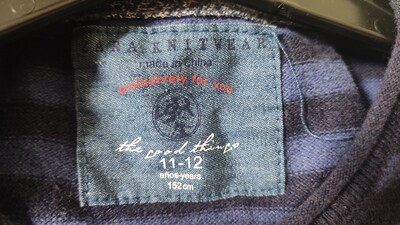 ZARA KNITWEAR
made in China
exclusively for you
the good things
11-12
años-years
152cm